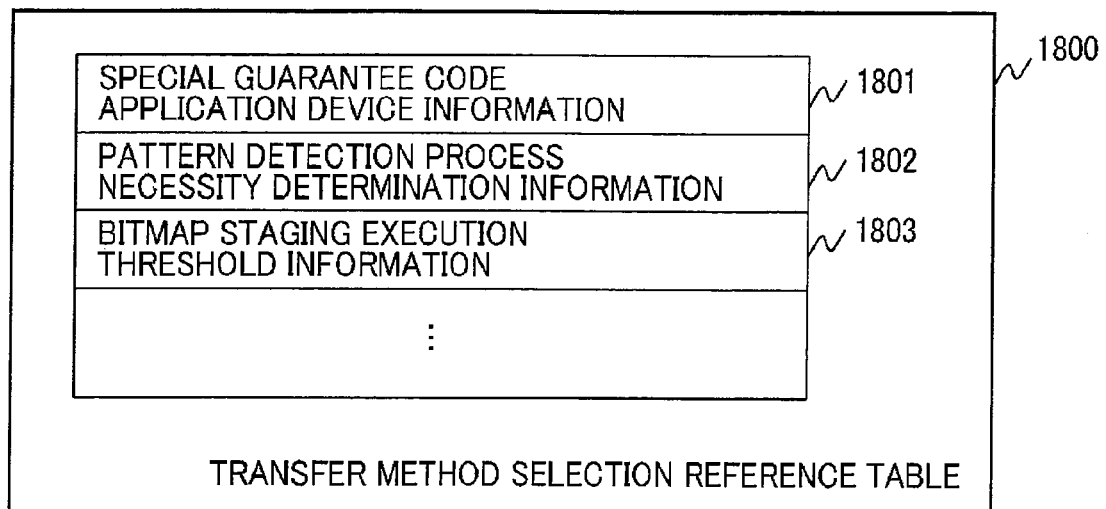 1800
SPECIAL GUARANTEE CODE
APPLICATION DEVICE INFORMATION
1801
PATTERN DETECTION PROCESS
NECESSITY DETERMINATION INFORMATION
1802
BITMAP STAGING EXECUTION
THRESHOLD INFORMATION
1803
⋮
TRANSFER METHOD SELECTION REFERENCE TABLE